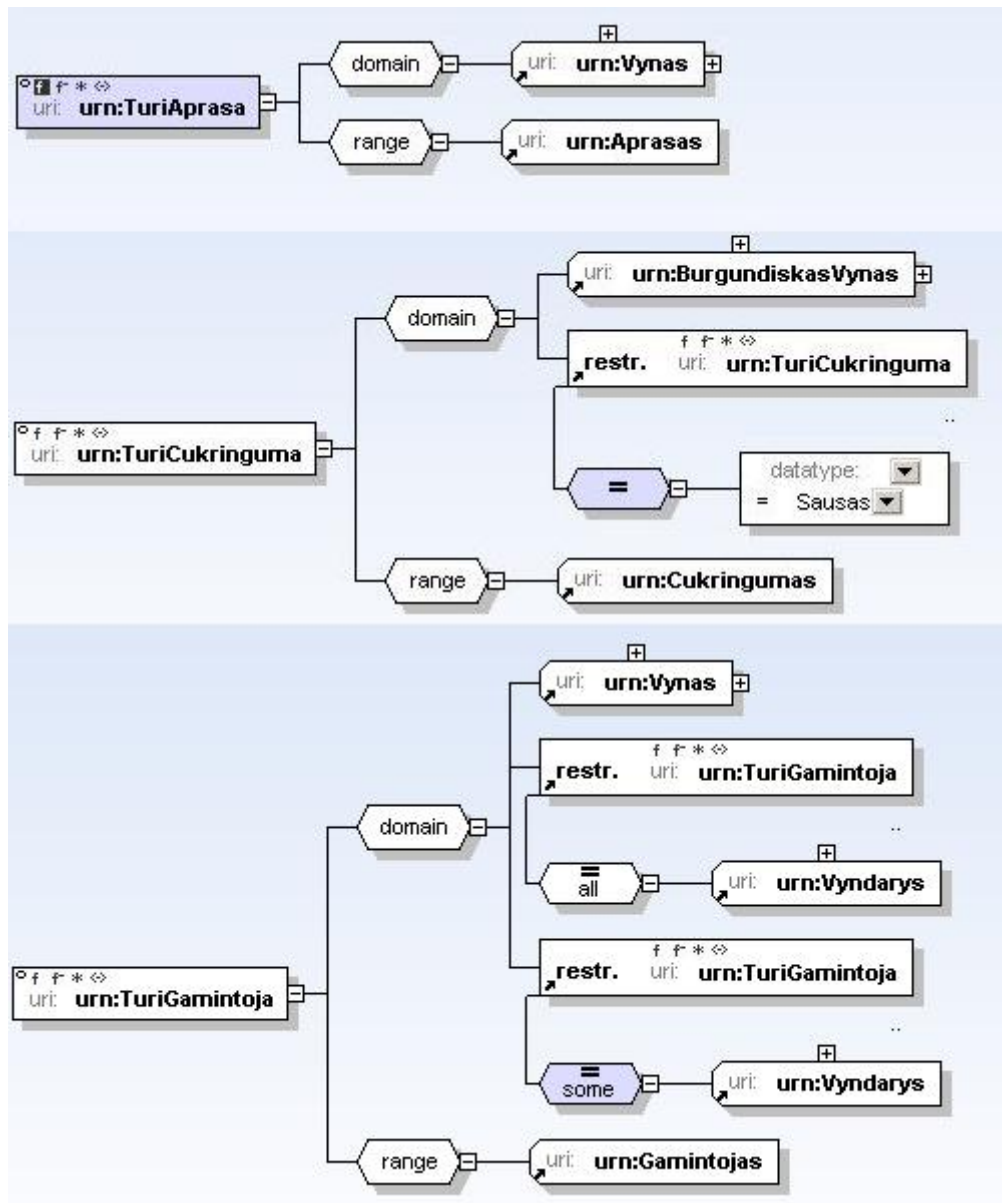 domain
uri: urn:Vynas
f f- * <>
uri: urn:TuriAprasa
range
uri: urn:Aprasas
uri: urn:BurgundiskasVynas
domain
f f- * <>
restr. uri: urn:TuriCukringuma
..
f f- * <>
uri: urn:TuriCukringuma
=
datatype:
= Sausas
range
uri: urn:Cukringumas
uri: urn:Vynas
f f- * <>
restr. uri: urn:TuriGamintoja
domain
..
=
all
uri: urn:Vyndarys
f f- * <>
restr. uri: urn:TuriGamintoja
f f- * <>
uri: urn:TuriGamintoja
..
=
some
uri: urn:Vyndarys
range
uri: urn:Gamintojas